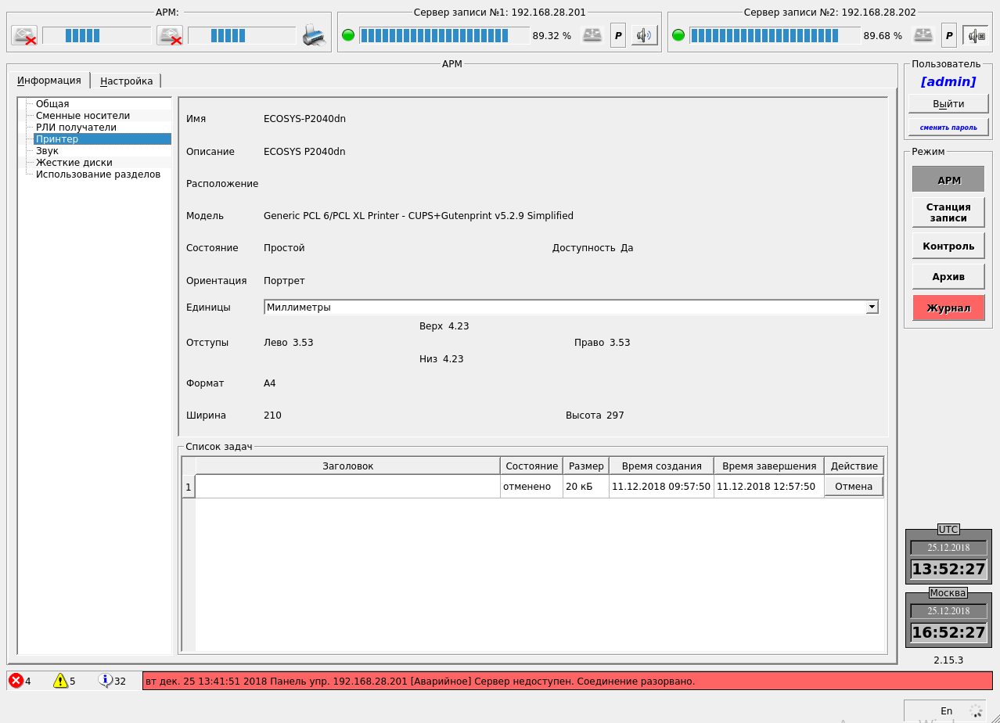 АРМ:
Сервер записи №1: 192.168.28.201
Сервер записи №2: 192.168.28.202
89.32 %
P
89.68 %
P
АРМ
Информация
Настройка
Общая
Сменные носители
РЛИ получатели
Принтер
Звук
Жесткие диски
Использование разделов
Имя ECOSYS-P2040dn
Описание ECOSYS P2040dn
Расположение
Модель Generic PCL 6/PCL XL Printer - CUPS+Gutenprint v5.2.9 Simplified
Состояние Простой Доступность Да
Ориентация Портрет
Единицы Миллиметры
Верх 4.23
Отступы Лево 3.53 Право 3.53
Низ 4.23
Формат A4
Ширина 210 Высота 297
Список задач
Заголовок Состояние Размер Время создания Время завершения Действие
1 отменено 20 кБ 11.12.2018 09:57:50 11.12.2018 12:57:50 Отмена
Пользователь
[admin]
Выйти
сменить пароль
Режим
АРМ
Станция
записи
Контроль
Архив
Журнал
UTC
25.12.2018
13:52:27
Москва
25.12.2018
16:52:27
2.15.3
4 5 32 вт дек. 25 13:41:51 2018 Панель упр. 192.168.28.201 [Аварийное] Сервер недоступен. Соединение разорвано.
En